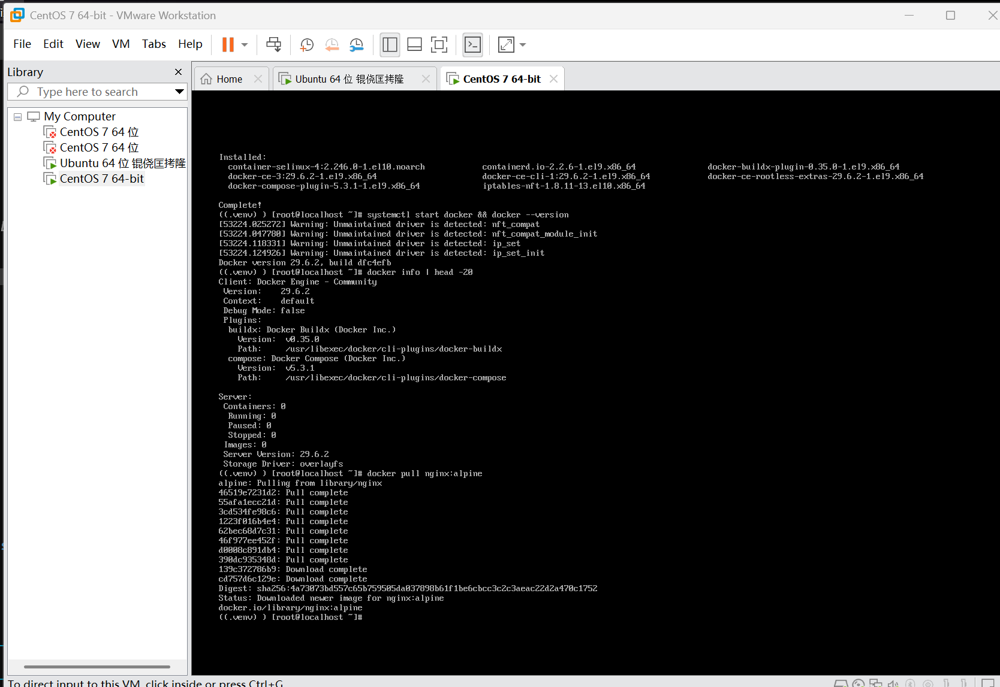 CentOS 7 64-bit - VMware Workstation
File Edit View VM Tabs Help
Library
Type here to search
My Computer
CentOS 7 64 位
CentOS 7 64 位
Ubuntu 64 位 锟侥匡拷隆
CentOS 7 64-bit
Home
Ubuntu 64 位 锟侥匡拷隆
CentOS 7 64-bit
Installed:
container-selinux-4:2.246.0-1.el10.noarch containerd.io-2.2.6-1.el9.x86_64 docker-buildx-plugin-0.35.0-1.el9.x86_64
docker-ce-3:29.6.2-1.el9.x86_64 docker-ce-cli-1:29.6.2-1.el9.x86_64 docker-ce-rootless-extras-29.6.2-1.el9.x86_64
docker-compose-plugin-5.3.1-1.el9.x86_64 iptables-nft-1.8.11-13.el10.x86_64
Complete!
((.venv) ) [root@localhost ~]# systemctl start docker && docker --version
[53224.025272] Warning: Unmaintained driver is detected: nft_compat
[53224.047780] Warning: Unmaintained driver is detected: nft_compat_module_init
[53224.118331] Warning: Unmaintained driver is detected: ip_set
[53224.124926] Warning: Unmaintained driver is detected: ip_set_init
Docker version 29.6.2, build dfc4efb
((.venv) ) [root@localhost ~]# docker info | head -20
Client: Docker Engine - Community
Version: 29.6.2
Context: default
Debug Mode: false
Plugins:
buildx: Docker Buildx (Docker Inc.)
Version: v0.35.0
Path: /usr/libexec/docker/cli-plugins/docker-buildx
compose: Docker Compose (Docker Inc.)
Version: v5.3.1
Path: /usr/libexec/docker/cli-plugins/docker-compose
Server:
Containers: 0
Running: 0
Paused: 0
Stopped: 0
Images: 0
Server Version: 29.6.2
Storage Driver: overlayfs
((.venv) ) [root@localhost ~]# docker pull nginx:alpine
alpine: Pulling from library/nginx
46519e7231d2: Pull complete
55afa1ecc21d: Pull complete
3cd534fe98c6: Pull complete
1223f016b4e4: Pull complete
62bec68d7c31: Pull complete
46f977ee452f: Pull complete
d0008c891db4: Pull complete
390dc935348d: Pull complete
139c372786b9: Download complete
cd757d6c129e: Download complete
Digest: sha256:4a73073bd557c65b759505da037898b61f1be6cbcc3c2c3aeac22d2a470c1752
Status: Downloaded newer image for nginx:alpine
docker.io/library/nginx:alpine
((.venv) ) [root@localhost ~]#
To direct input to this VM, click inside or press Ctrl+G.